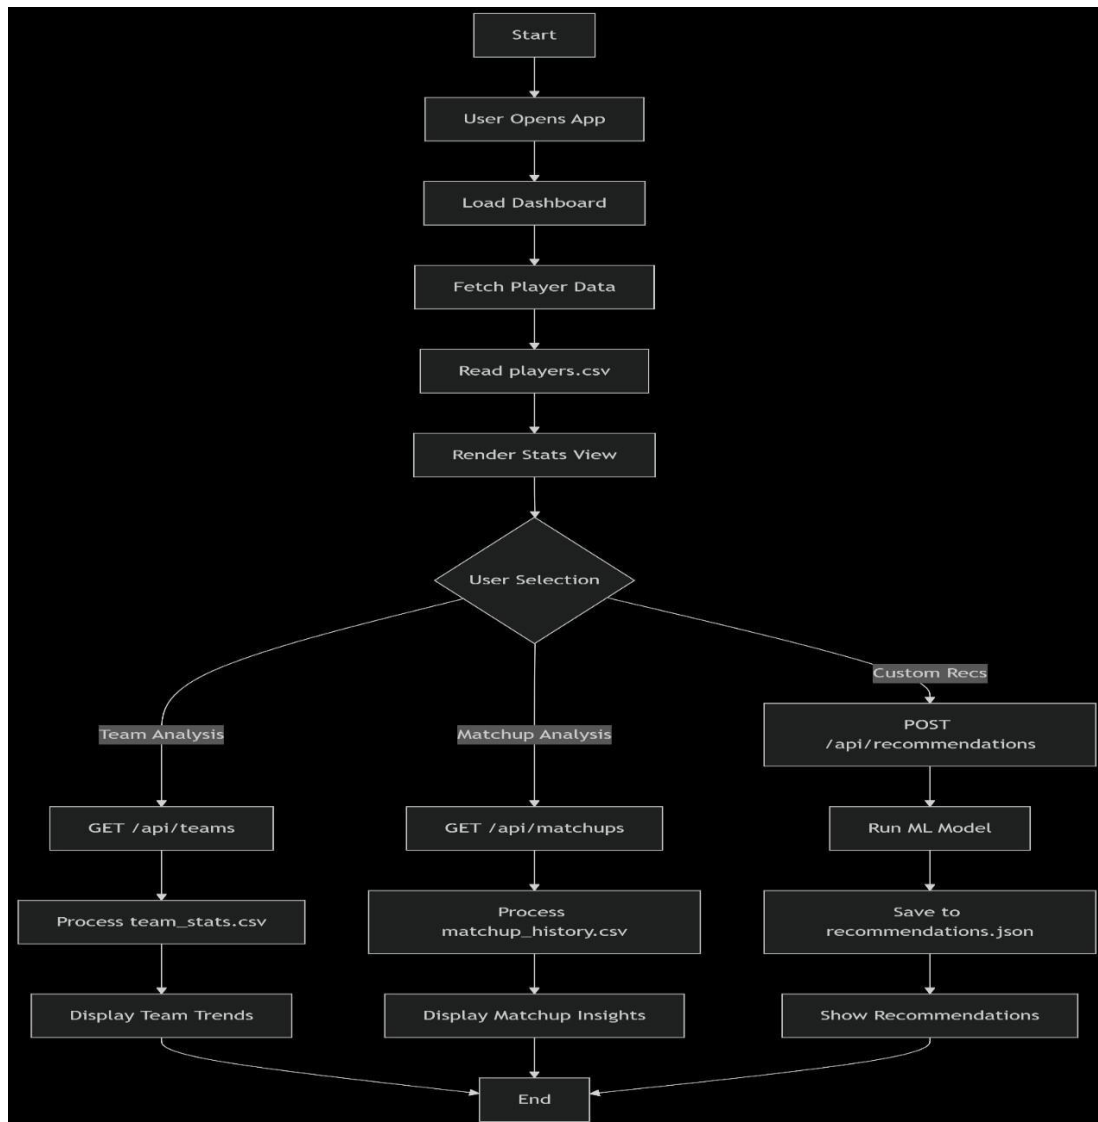 Start
User Opens App
Load Dashboard
Fetch Player Data
Read players.csv
Render Stats View
User Selection
Team Analysis
GET /api/teams
Process team_stats.csv
Display Team Trends
Matchup Analysis
GET /api/matchups
Process
matchup_history.csv
Display Matchup Insights
Custom Recs
POST
/api/recommendations
Run ML Model
Save to
recommendations.json
Show Recommendations
End